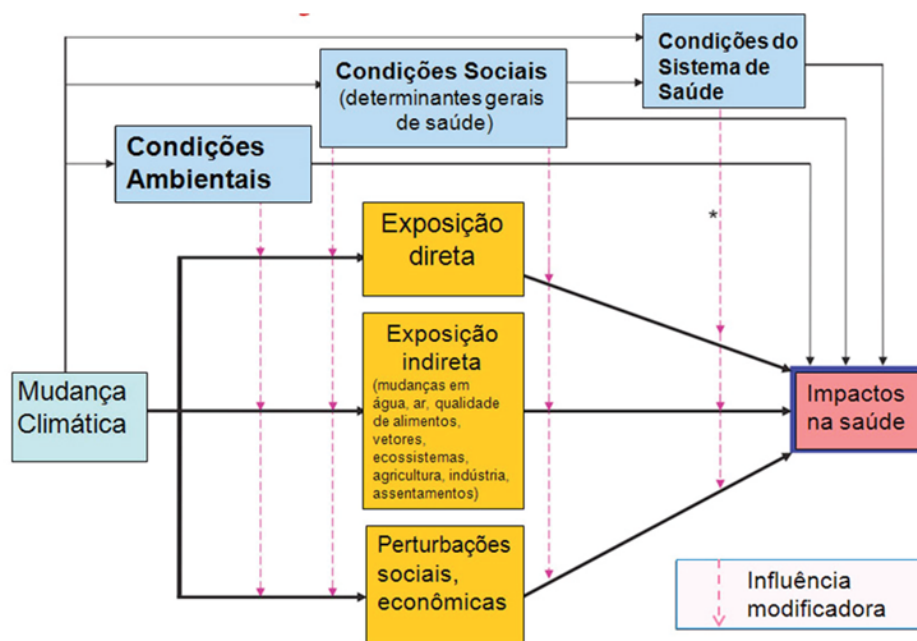 Condições do
Sistema de
Saúde
Condições Sociais
(determinantes gerais
de saúde)
Condições
Ambientais
*
Exposição
direta
Exposição
indireta
(mudanças em
água, ar, qualidade
de alimentos,
vetores,
ecossistemas,
agricultura, indústria,
assentamentos)
Mudança
Climática
Impactos
na saúde
Perturbações
sociais,
econômicas
Influência
modificadora